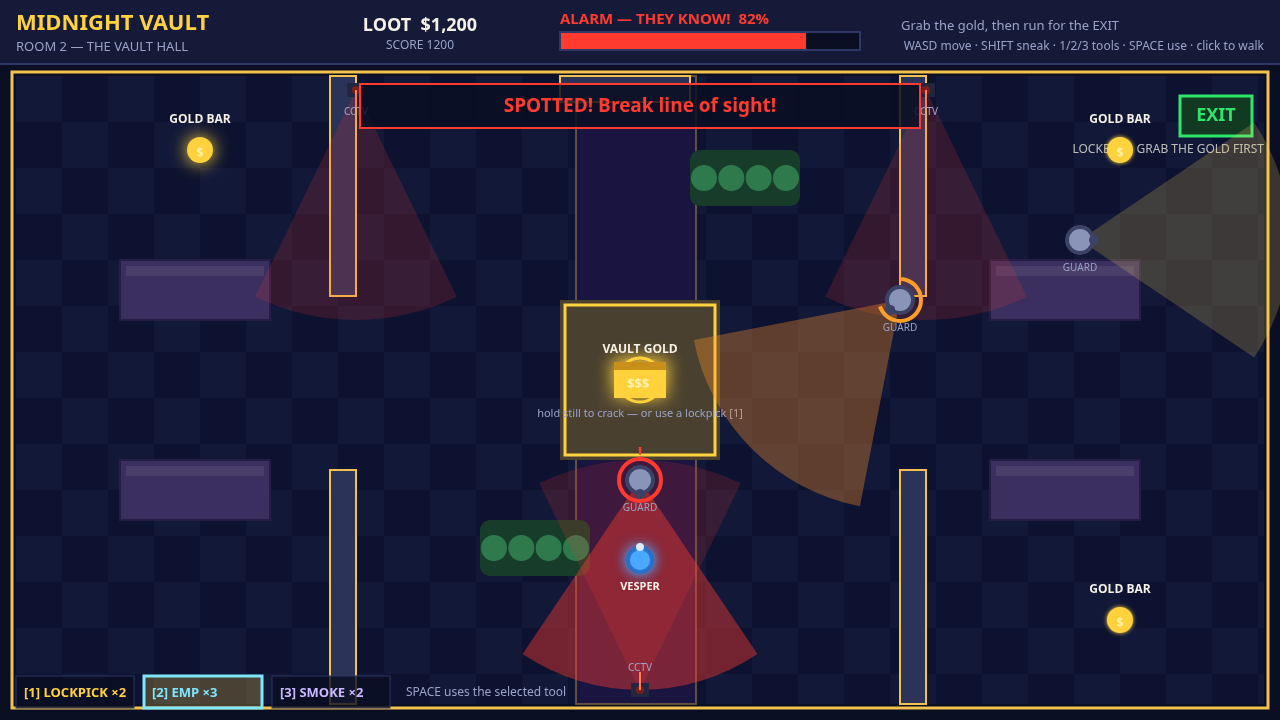 MIDNIGHT VAULT
ROOM 2 — THE VAULT HALL
LOOT $1,200
SCORE 1200
ALARM — THEY KNOW! 82%
Grab the gold, then run for the EXIT
WASD move · SHIFT sneak · 1/2/3 tools · SPACE use · click to walk
SPOTTED! Break line of sight!
CCTV
CCTV
GOLD BAR
$
GOLD BAR
$
EXIT
GRAB THE GOLD FIRST
GUARD
GUARD
VAULT GOLD
$$$
hold still to crack — or use a lockpick [1]
GUARD
VESPER
GOLD BAR
$
CCTV
[1] LOCKPICK ×2
[2] EMP ×3
[3] SMOKE ×2
SPACE uses the selected tool